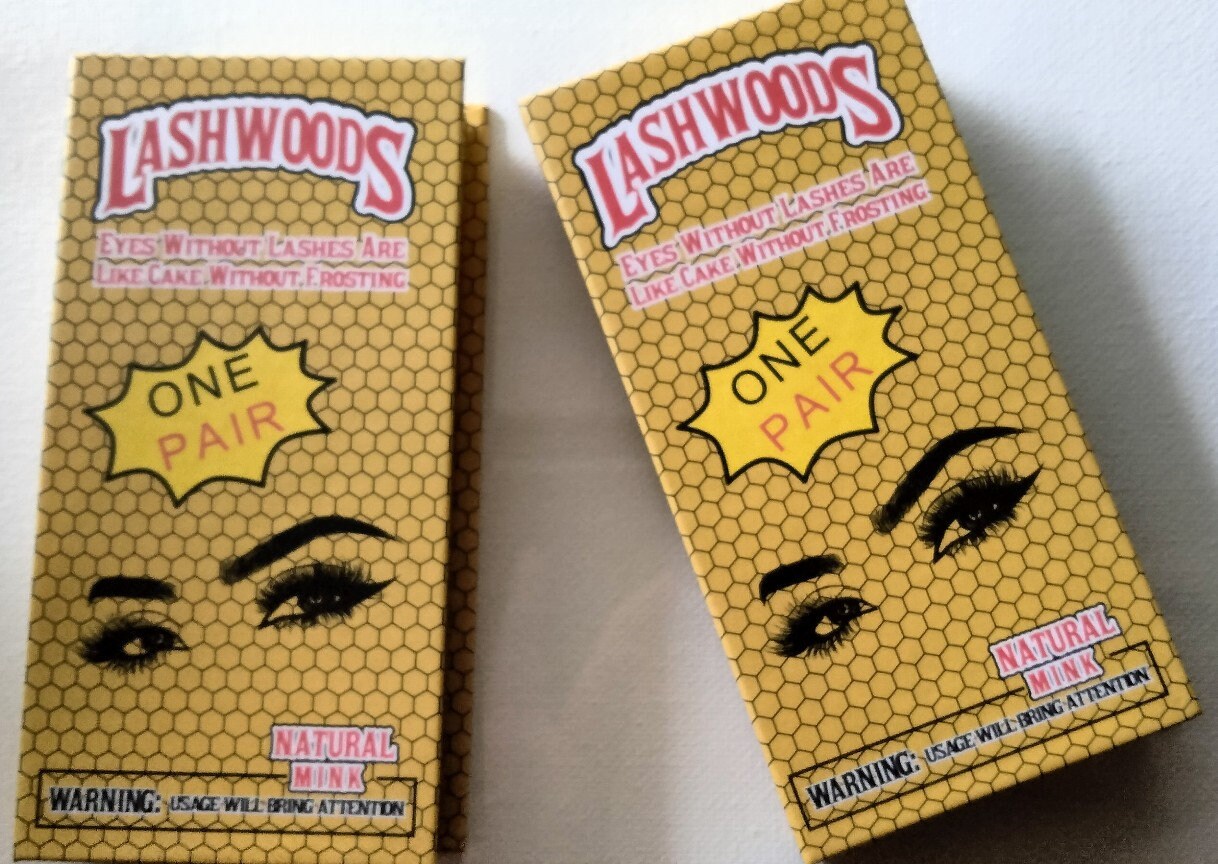 LASHWOODS
EYES WITHOUT LASHES ARE
LIKE CAKE WITHOUT FROSTING
ONE
PAIR
NATURAL
MINK
WARNING: USAGE WILL BRING ATTENTION
LASHWOODS
EYES WITHOUT LASHES ARE
LIKE CAKE WITHOUT FROSTING
ONE
PAIR
NATURAL
MINK
WARNING: USAGE WILL BRING ATTENTION